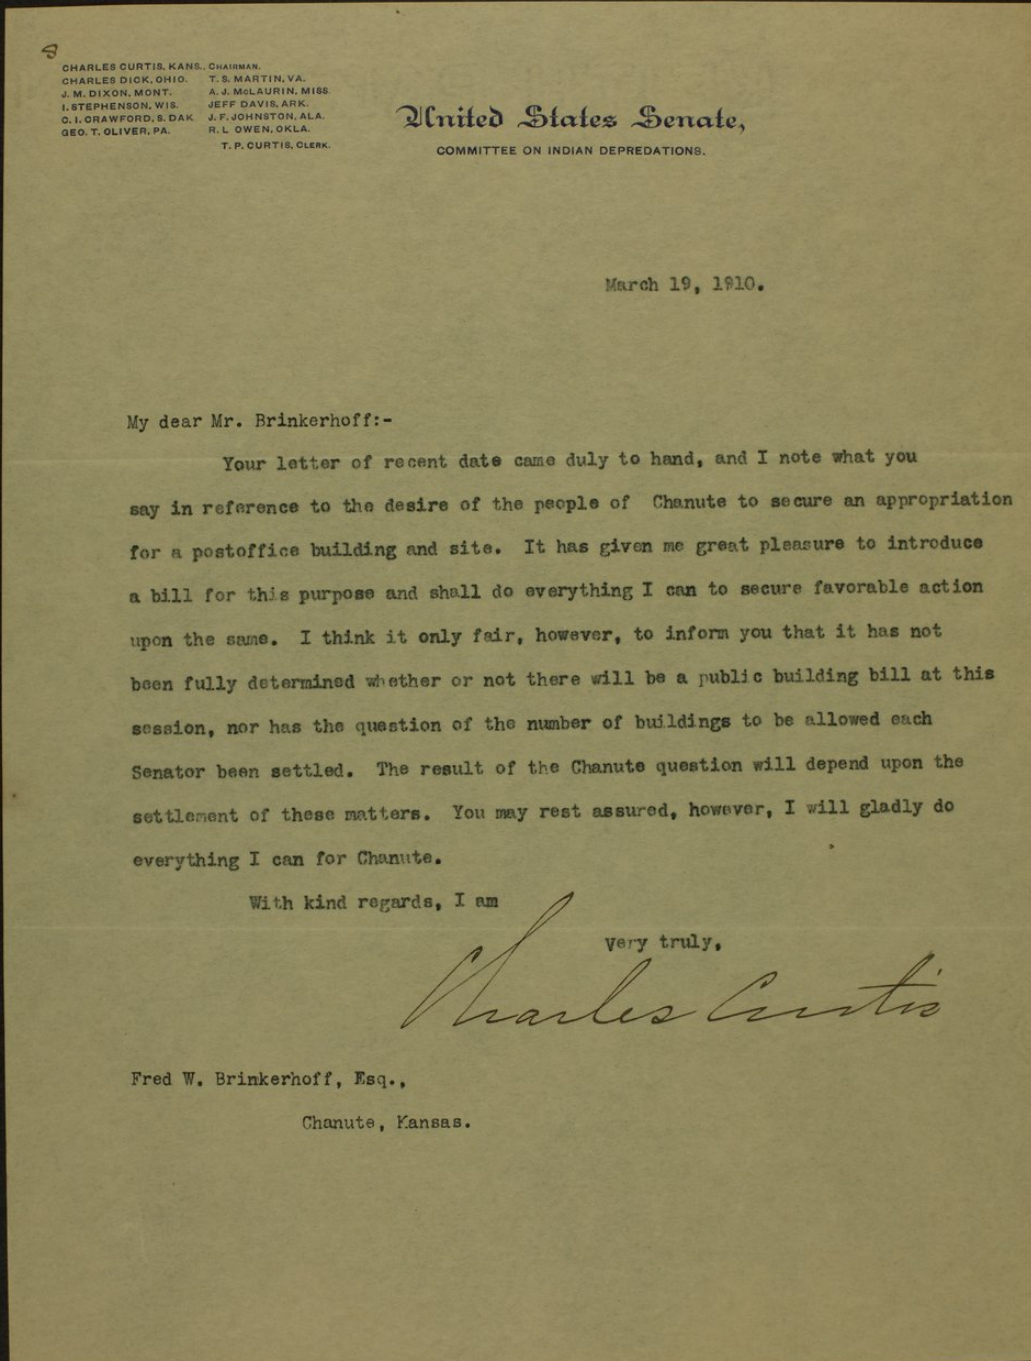 8
CHARLES CURTIS, KANS., CHAIRMAN.
CHARLES DICK, OHIO. T. S. MARTIN, VA.
J. M. DIXON, MONT. A. J. McLAURIN, MISS.
I. STEPHENSON, WIS. JEFF DAVIS, ARK.
C. I. CRAWFORD, S. DAK. J. F. JOHNSTON, ALA.
GEO. T. OLIVER, PA. R. L. OWEN, OKLA.
T. P. CURTIS, CLERK.
United States Senate,
COMMITTEE ON INDIAN DEPREDATIONS.
March 19, 1910.
My dear Mr. Brinkerhoff:-
Your letter of recent date came duly to hand, and I note what you
say in reference to the desire of the people of Chanute to secure an appropriation
for a postoffice building and site. It has given me great pleasure to introduce
a bill for this purpose and shall do everything I can to secure favorable action
upon the same. I think it only fair, however, to inform you that it has not
been fully determined whether or not there will be a public building bill at this
session, nor has the question of the number of buildings to be allowed each
Senator been settled. The result of the Chanute question will depend upon the
settlement of these matters. You may rest assured, however, I will gladly do
everything I can for Chanute.
With kind regards, I am
very truly,
Charles Curtis
Fred W. Brinkerhoff, Esq.,
Chanute, Kansas.